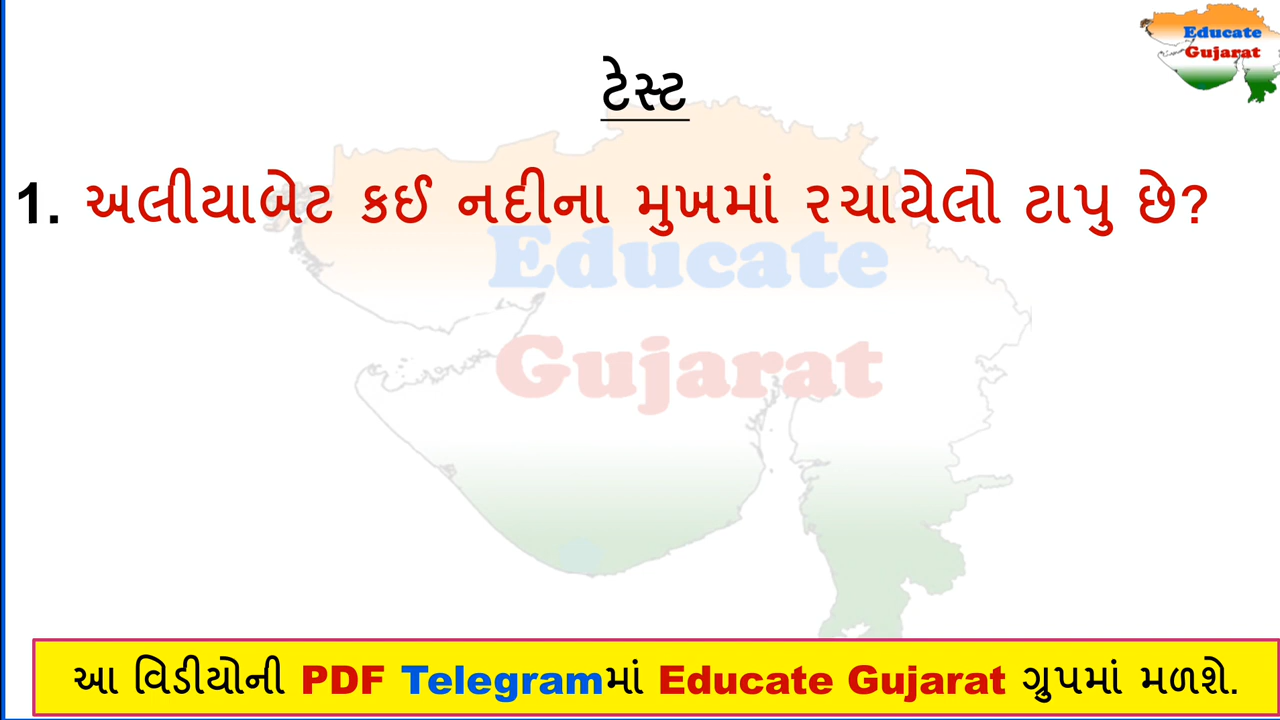 Educate
Gujarat
ટેસ્ટ
1. અલીયાબેટ કઈ નદીના મુખમાં રચાયેલો ટાપુ છે?
Educate
Gujarat
આ વિડીયોની PDF Telegramમાં Educate Gujarat ગ્રુપમાં મળશે.